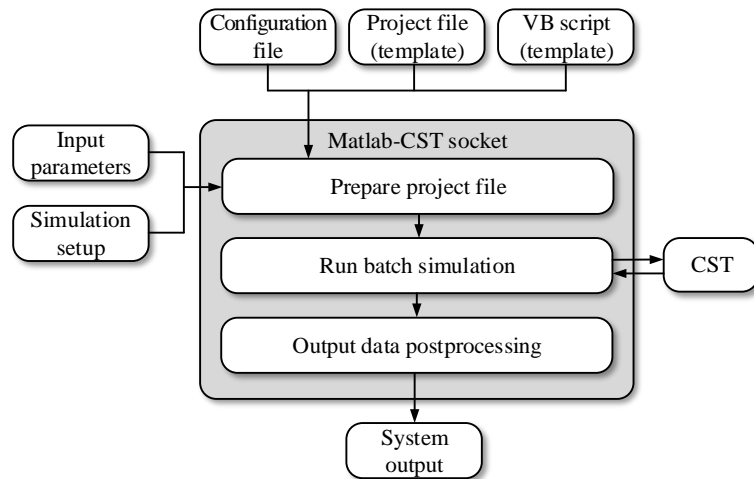 Configuration
file
Project file
(template)
VB script
(template)
Matlab-CST socket
Input
parameters
Prepare project file
Simulation
setup
Run batch simulation
CST
Output data postprocessing
System
output